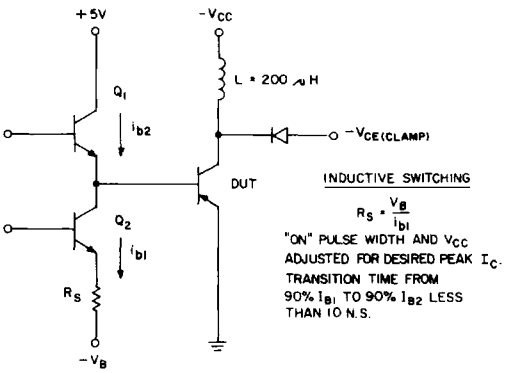 +5V
-VCC
L = 200 μH
Q1
ib2
-VCE(CLAMP)
DUT
INDUCTIVE SWITCHING
RS = VB / ib1
Q2
ib1
"ON" PULSE WIDTH AND VCC
ADJUSTED FOR DESIRED PEAK IC.
TRANSITION TIME FROM
90% IB1 TO 90% IB2 LESS
THAN 10 N.S.
RS
-VB